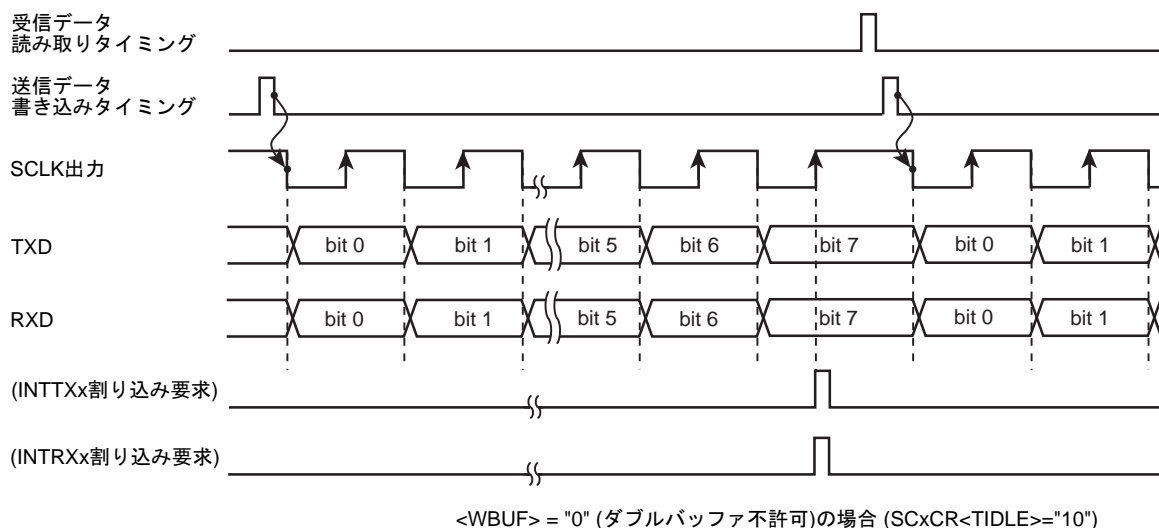 受信データ
読み取りタイミング
送信データ
書き込みタイミング
SCLK出力
TXD
bit 0 bit 1 bit 5 bit 6 bit 7 bit 0 bit 1
RXD
bit 0 bit 1 bit 5 bit 6 bit 7 bit 0 bit 1
(INTTXx割り込み要求)
(INTRXx割り込み要求)
<WBUF> = "0" (ダブルバッファ不許可)の場合 (SCxCR<TIDLE>="10")